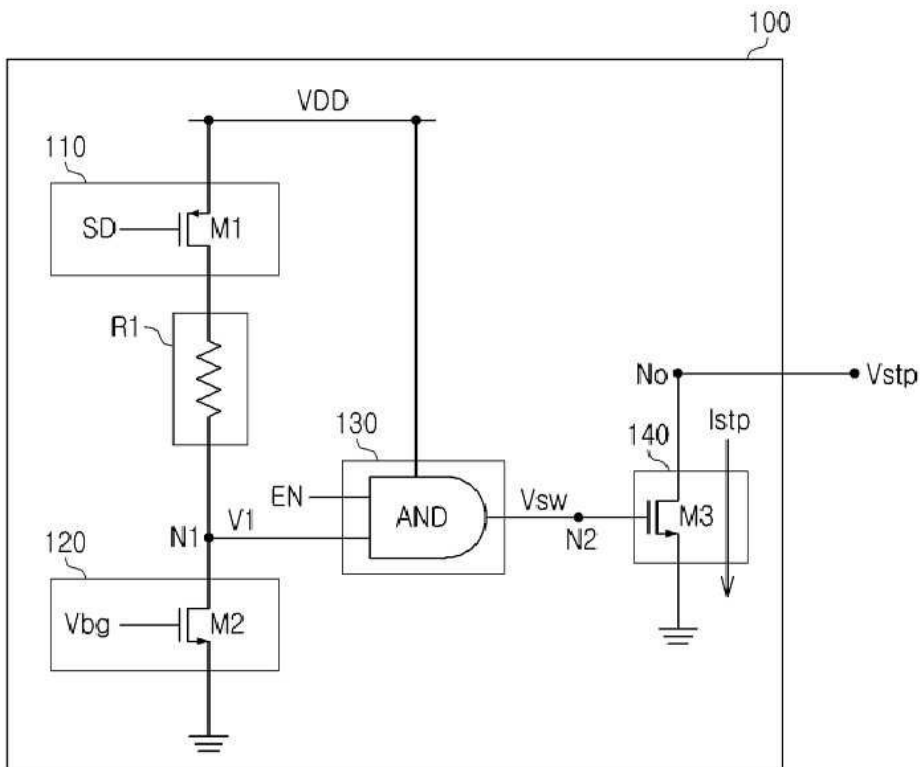 100
VDD
110
SD
M1
R1
No
Vstp
Istp
130
140
EN
AND
Vsw
M3
N1
V1
N2
120
Vbg
M2